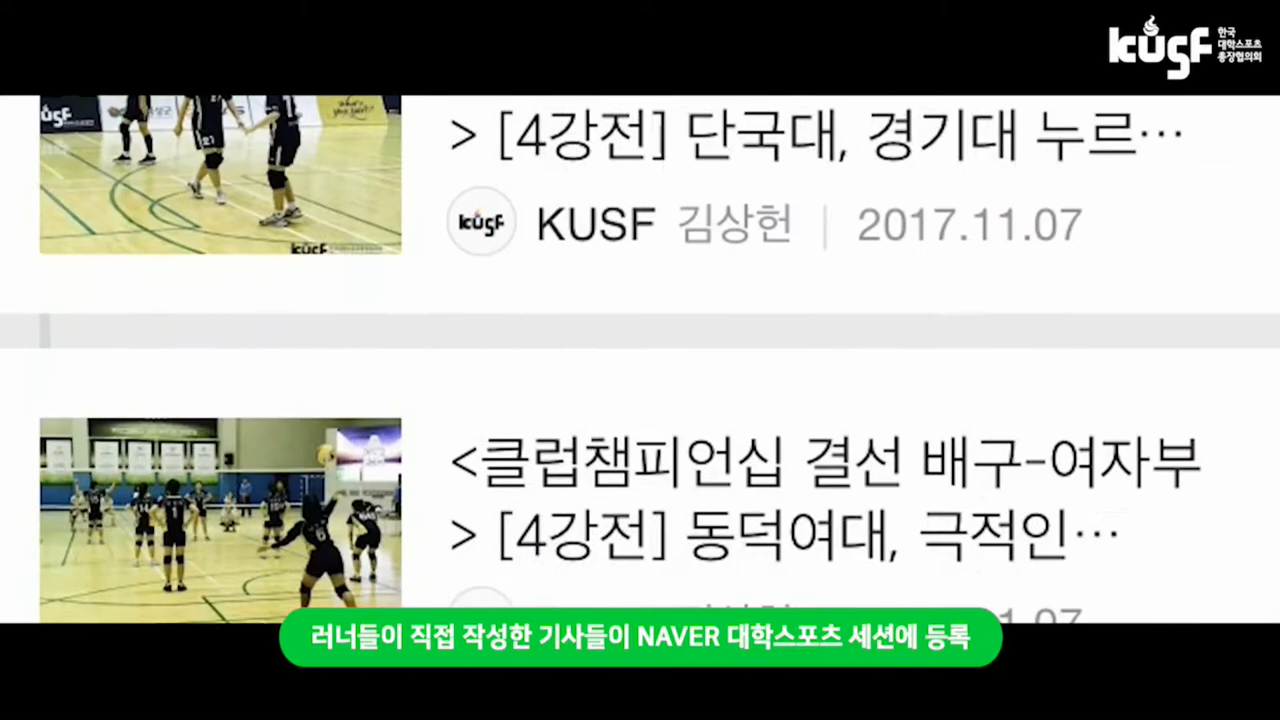 KUSF
한국
대학스포츠
총장협의회
> [4강전] 단국대, 경기대 누르…
KUSF 김상헌 | 2017.11.07
<클럽챔피언십 결선 배구-여자부
> [4강전] 동덕여대, 극적인…
러너들이 직접 작성한 기사들이 NAVER 대학스포츠 세션에 등록